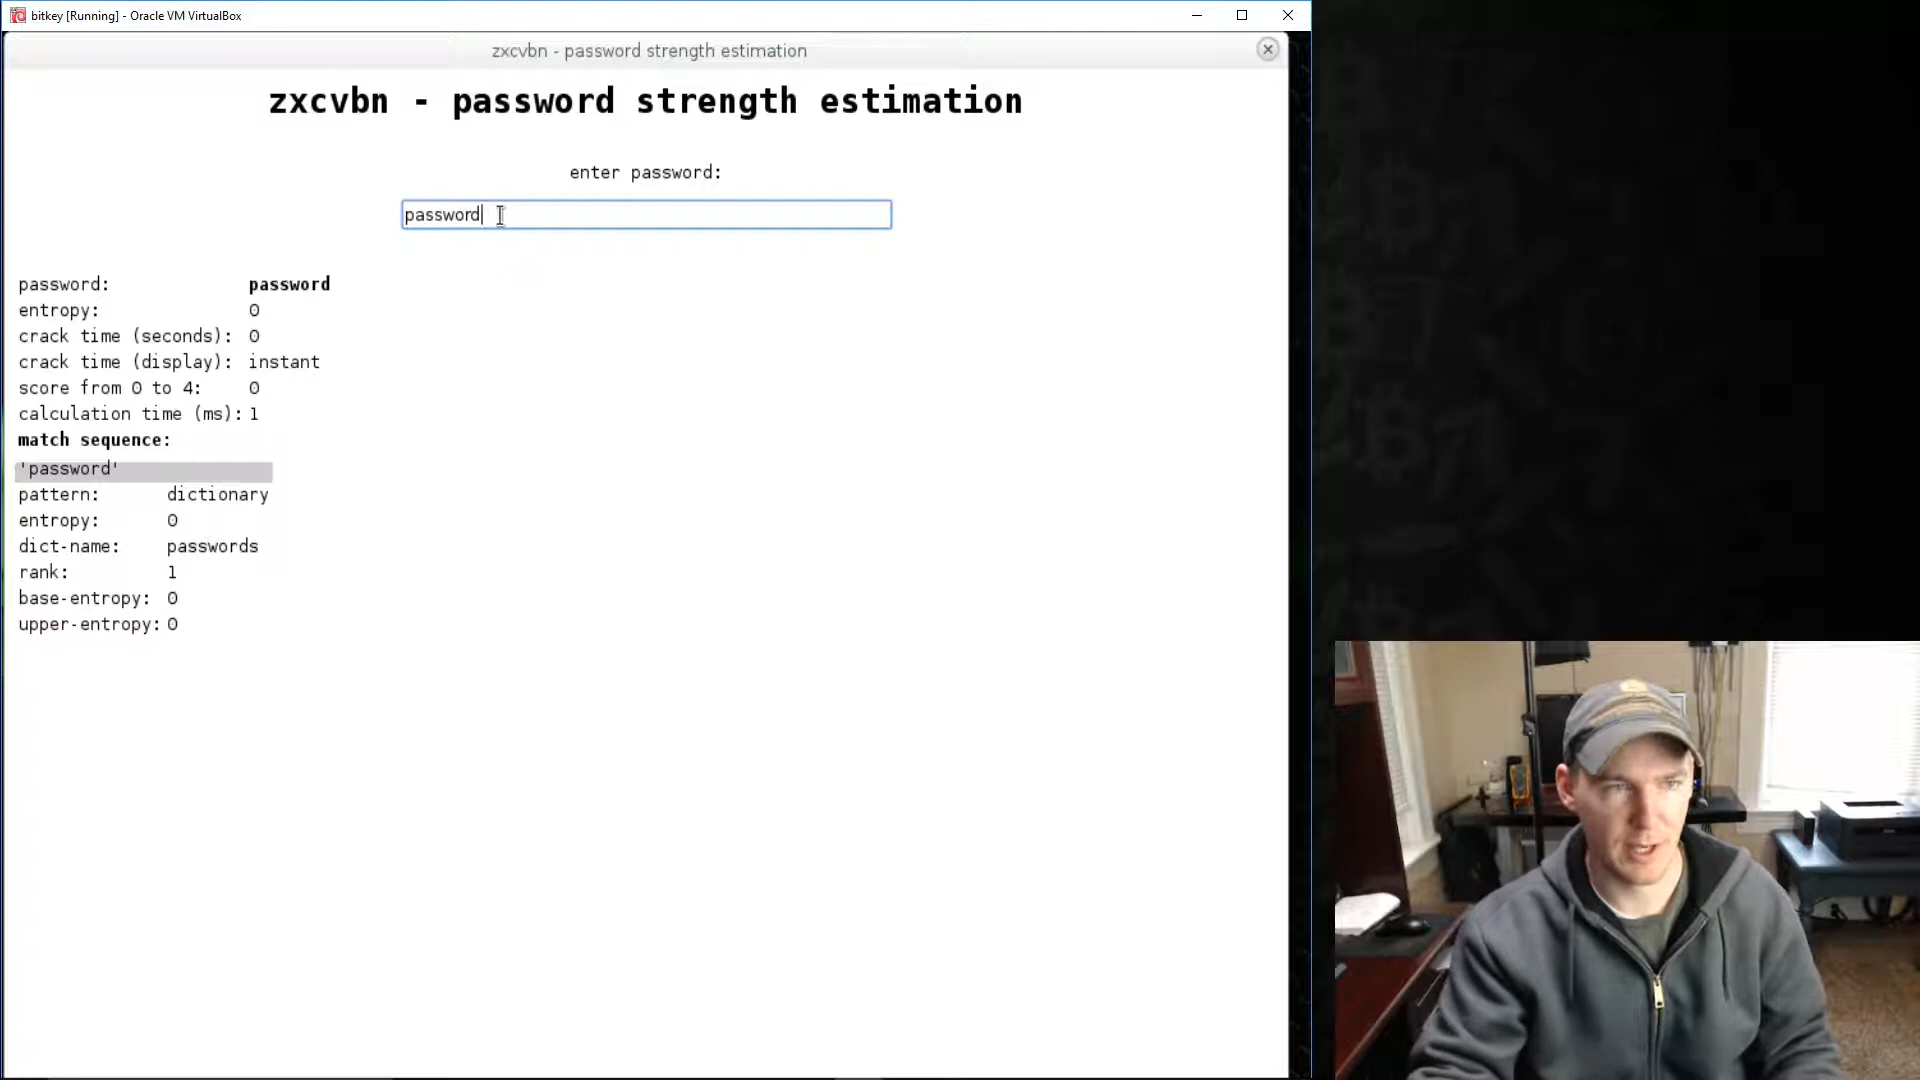 bitkey [Running] - Oracle VM VirtualBox
zxcvbn - password strength estimation
zxcvbn - password strength estimation
enter password:
password
password: password
entropy: 0
crack time (seconds): 0
crack time (display): instant
score from 0 to 4: 0
calculation time (ms): 1
match sequence:
'password'
pattern: dictionary
entropy: 0
dict-name: passwords
rank: 1
base-entropy: 0
upper-entropy: 0